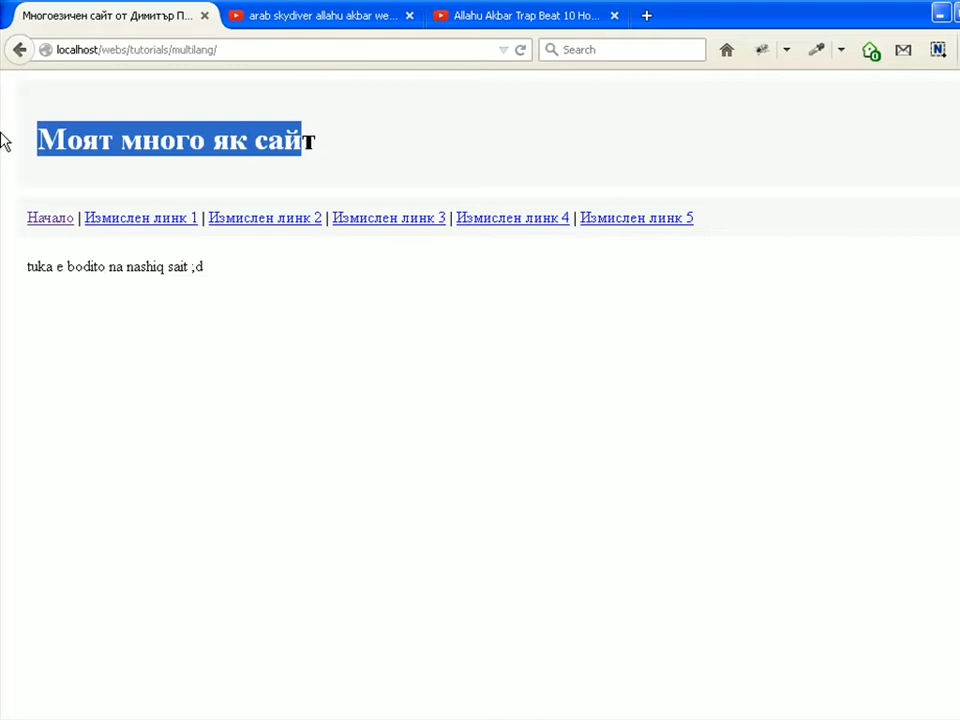 Многоезичен сайт от Димитър П...
arab skydiver allahu akbar we...
Allahu Akbar Trap Beat 10 Ho...
localhost/webs/tutorials/multilang/
Search
Моят много як сайт
Начало | Измислен линк 1 | Измислен линк 2 | Измислен линк 3 | Измислен линк 4 | Измислен линк 5
tuka e bodito na nashiq sait ;d